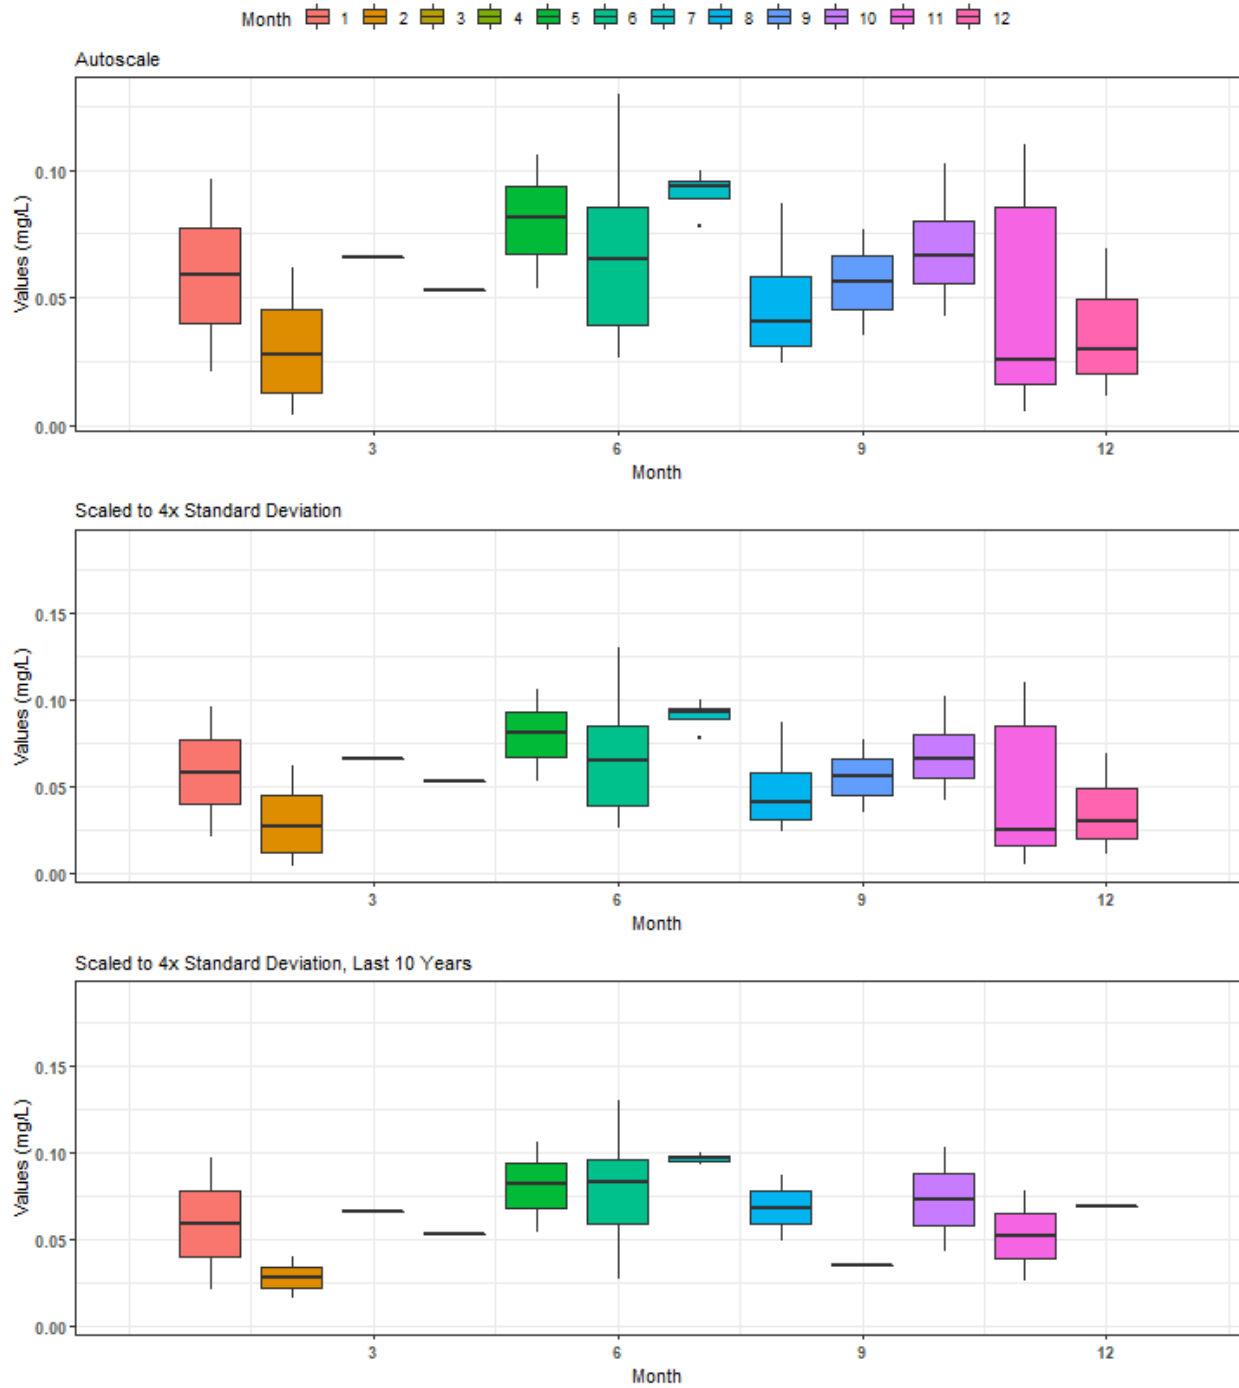 Month 1 2 3 4 5 6 7 8 9 10 11 12
Autoscale
Values (mg/L)
0.10
0.05
0.00
3 6 9 12
Month
Scaled to 4x Standard Deviation
Values (mg/L)
0.15
0.10
0.05
0.00
3 6 9 12
Month
Scaled to 4x Standard Deviation, Last 10 Years
Values (mg/L)
0.15
0.10
0.05
0.00
3 6 9 12
Month